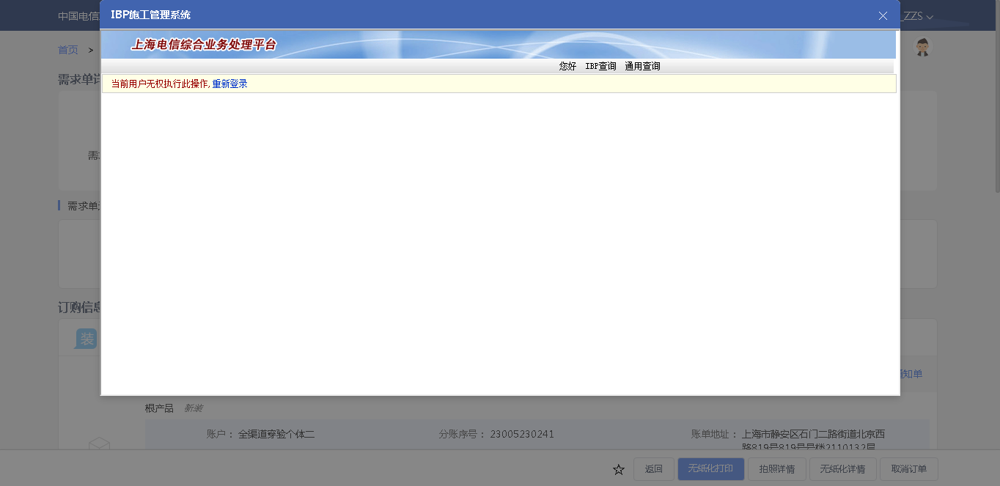 中国电信
IBP施工管理系统
_ZZS
上海电信综合业务处理平台
首页 >
您好 IBP查询 通用查询
需求单详
当前用户无权执行此操作, 重新登录
需求单
订购信息
装
知单
根产品 新装
账户： 全渠道穿验个体二 分账序号： 23005230241 账单地址： 上海市静安区石门二路街道北京西
路819号819号号楼2110132层
返回 无纸化打印 拍照详情 无纸化详情 取消订单